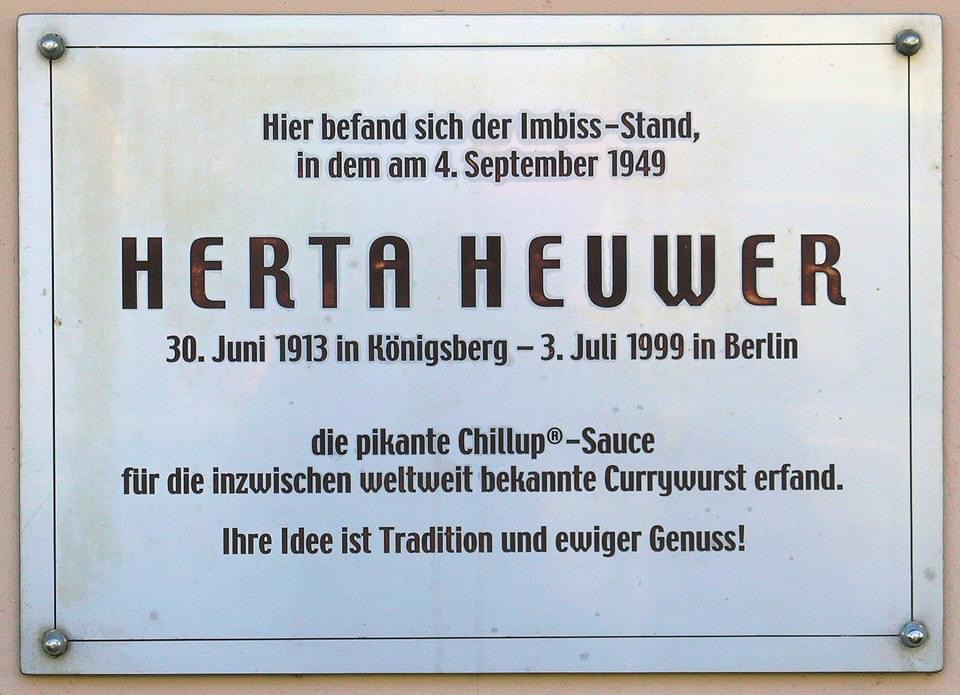 Hier befand sich der Imbiss-Stand,
in dem am 4. September 1949
HERTA HEUWER
30. Juni 1913 in Königsberg – 3. Juli 1999 in Berlin
die pikante Chillup®-Sauce
für die inzwischen weltweit bekannte Currywurst erfand.
Ihre Idee ist Tradition und ewiger Genuss!